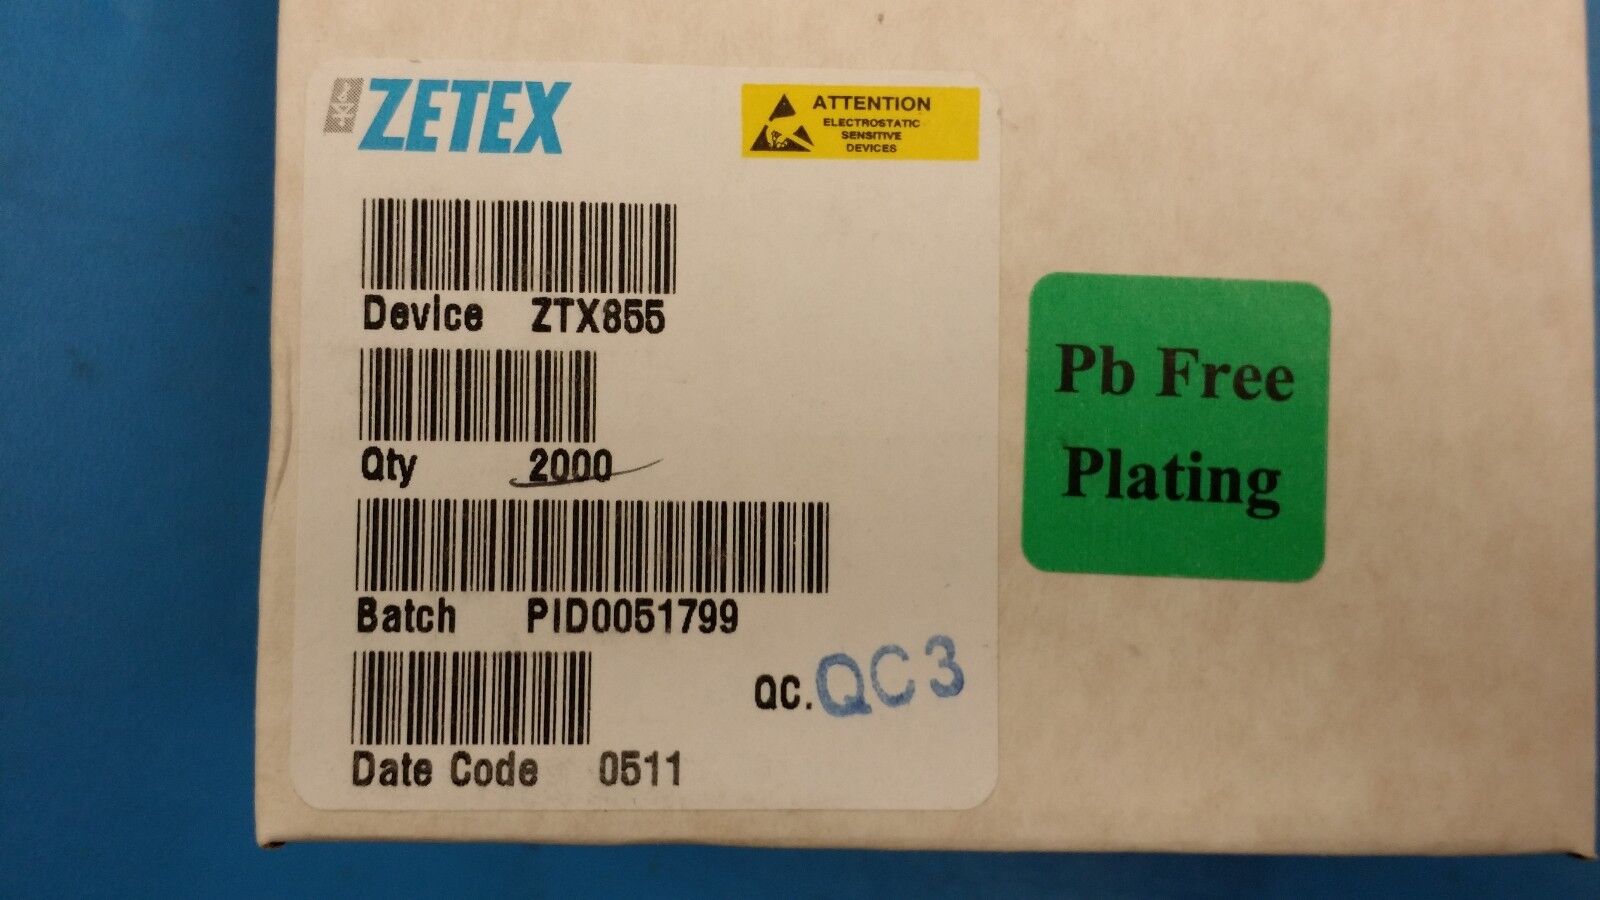 ZETEX
ATTENTION
ELECTROSTATIC
SENSITIVE
DEVICES
Device ZTX855
Qty 2000
Batch PID0051799
QC. QC3
Date Code 0511
Pb Free
Plating